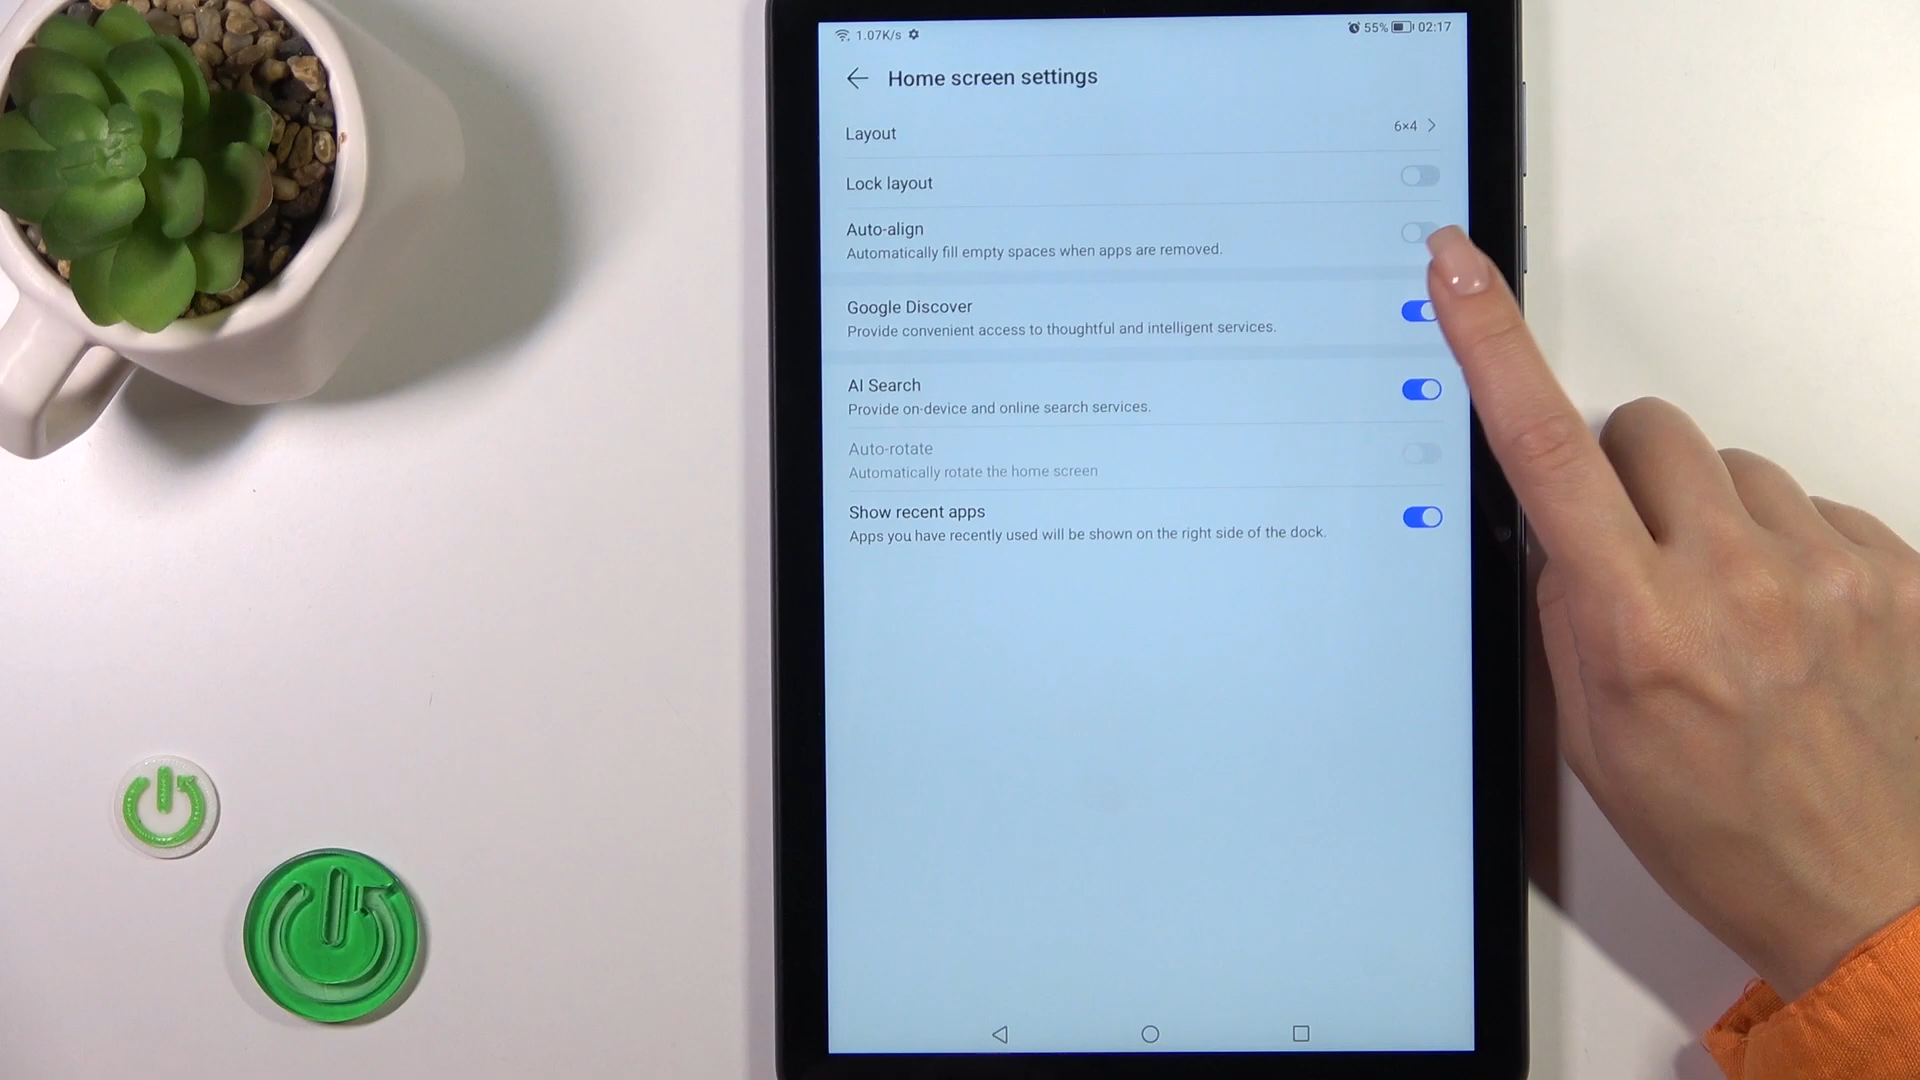 1.07K/s
55% 02:17
Home screen settings
Layout
6×4
Lock layout
Auto-align
Automatically fill empty spaces when apps are removed.
Google Discover
Provide convenient access to thoughtful and intelligent services.
AI Search
Provide on-device and online search services.
Auto-rotate
Automatically rotate the home screen
Show recent apps
Apps you have recently used will be shown on the right side of the dock.